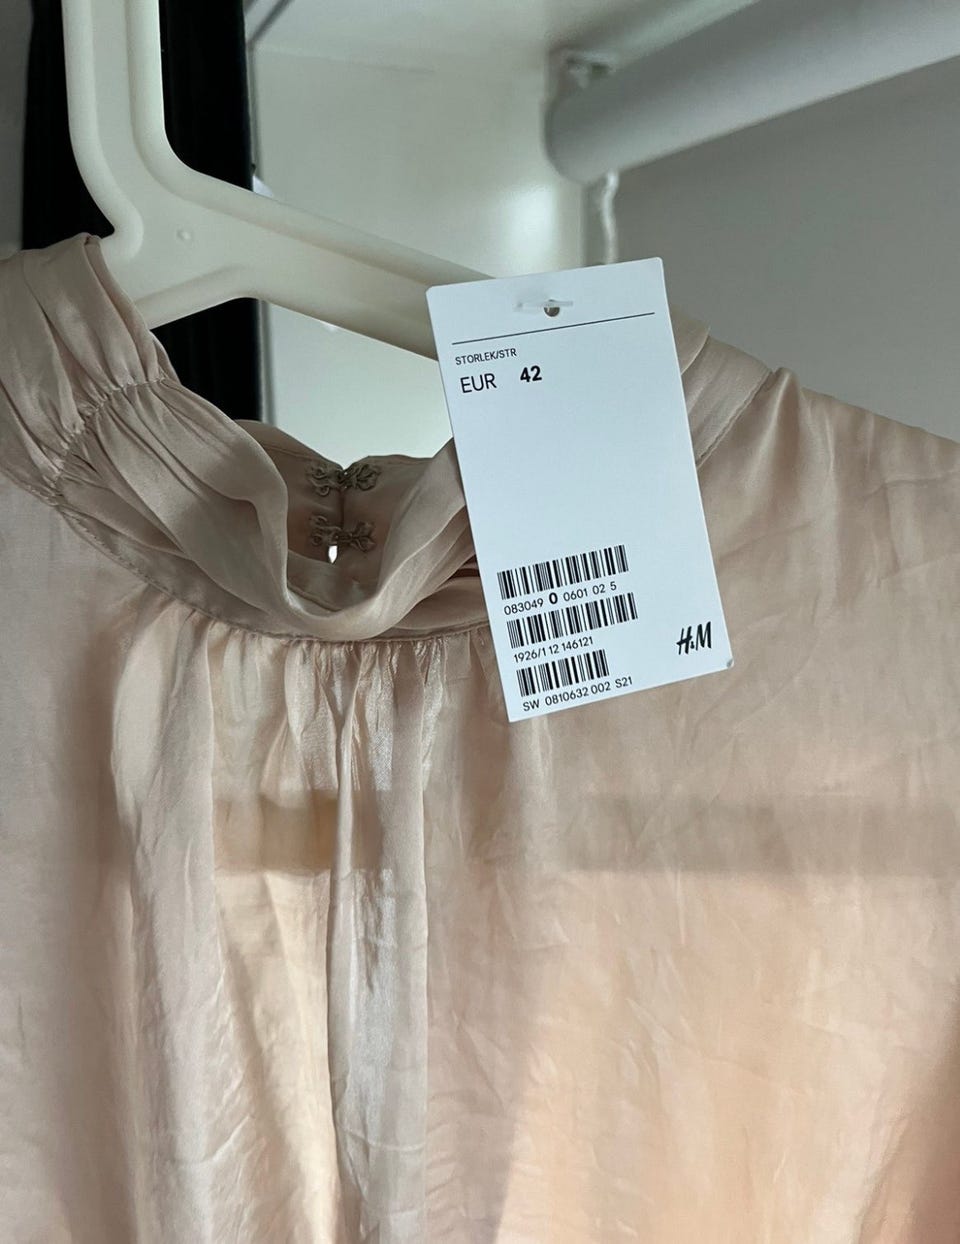 STORLEK/STR
EUR 42
083049 0 0601 02 5
1926/1 12 146121
H&M
SW 0810632 002 S21